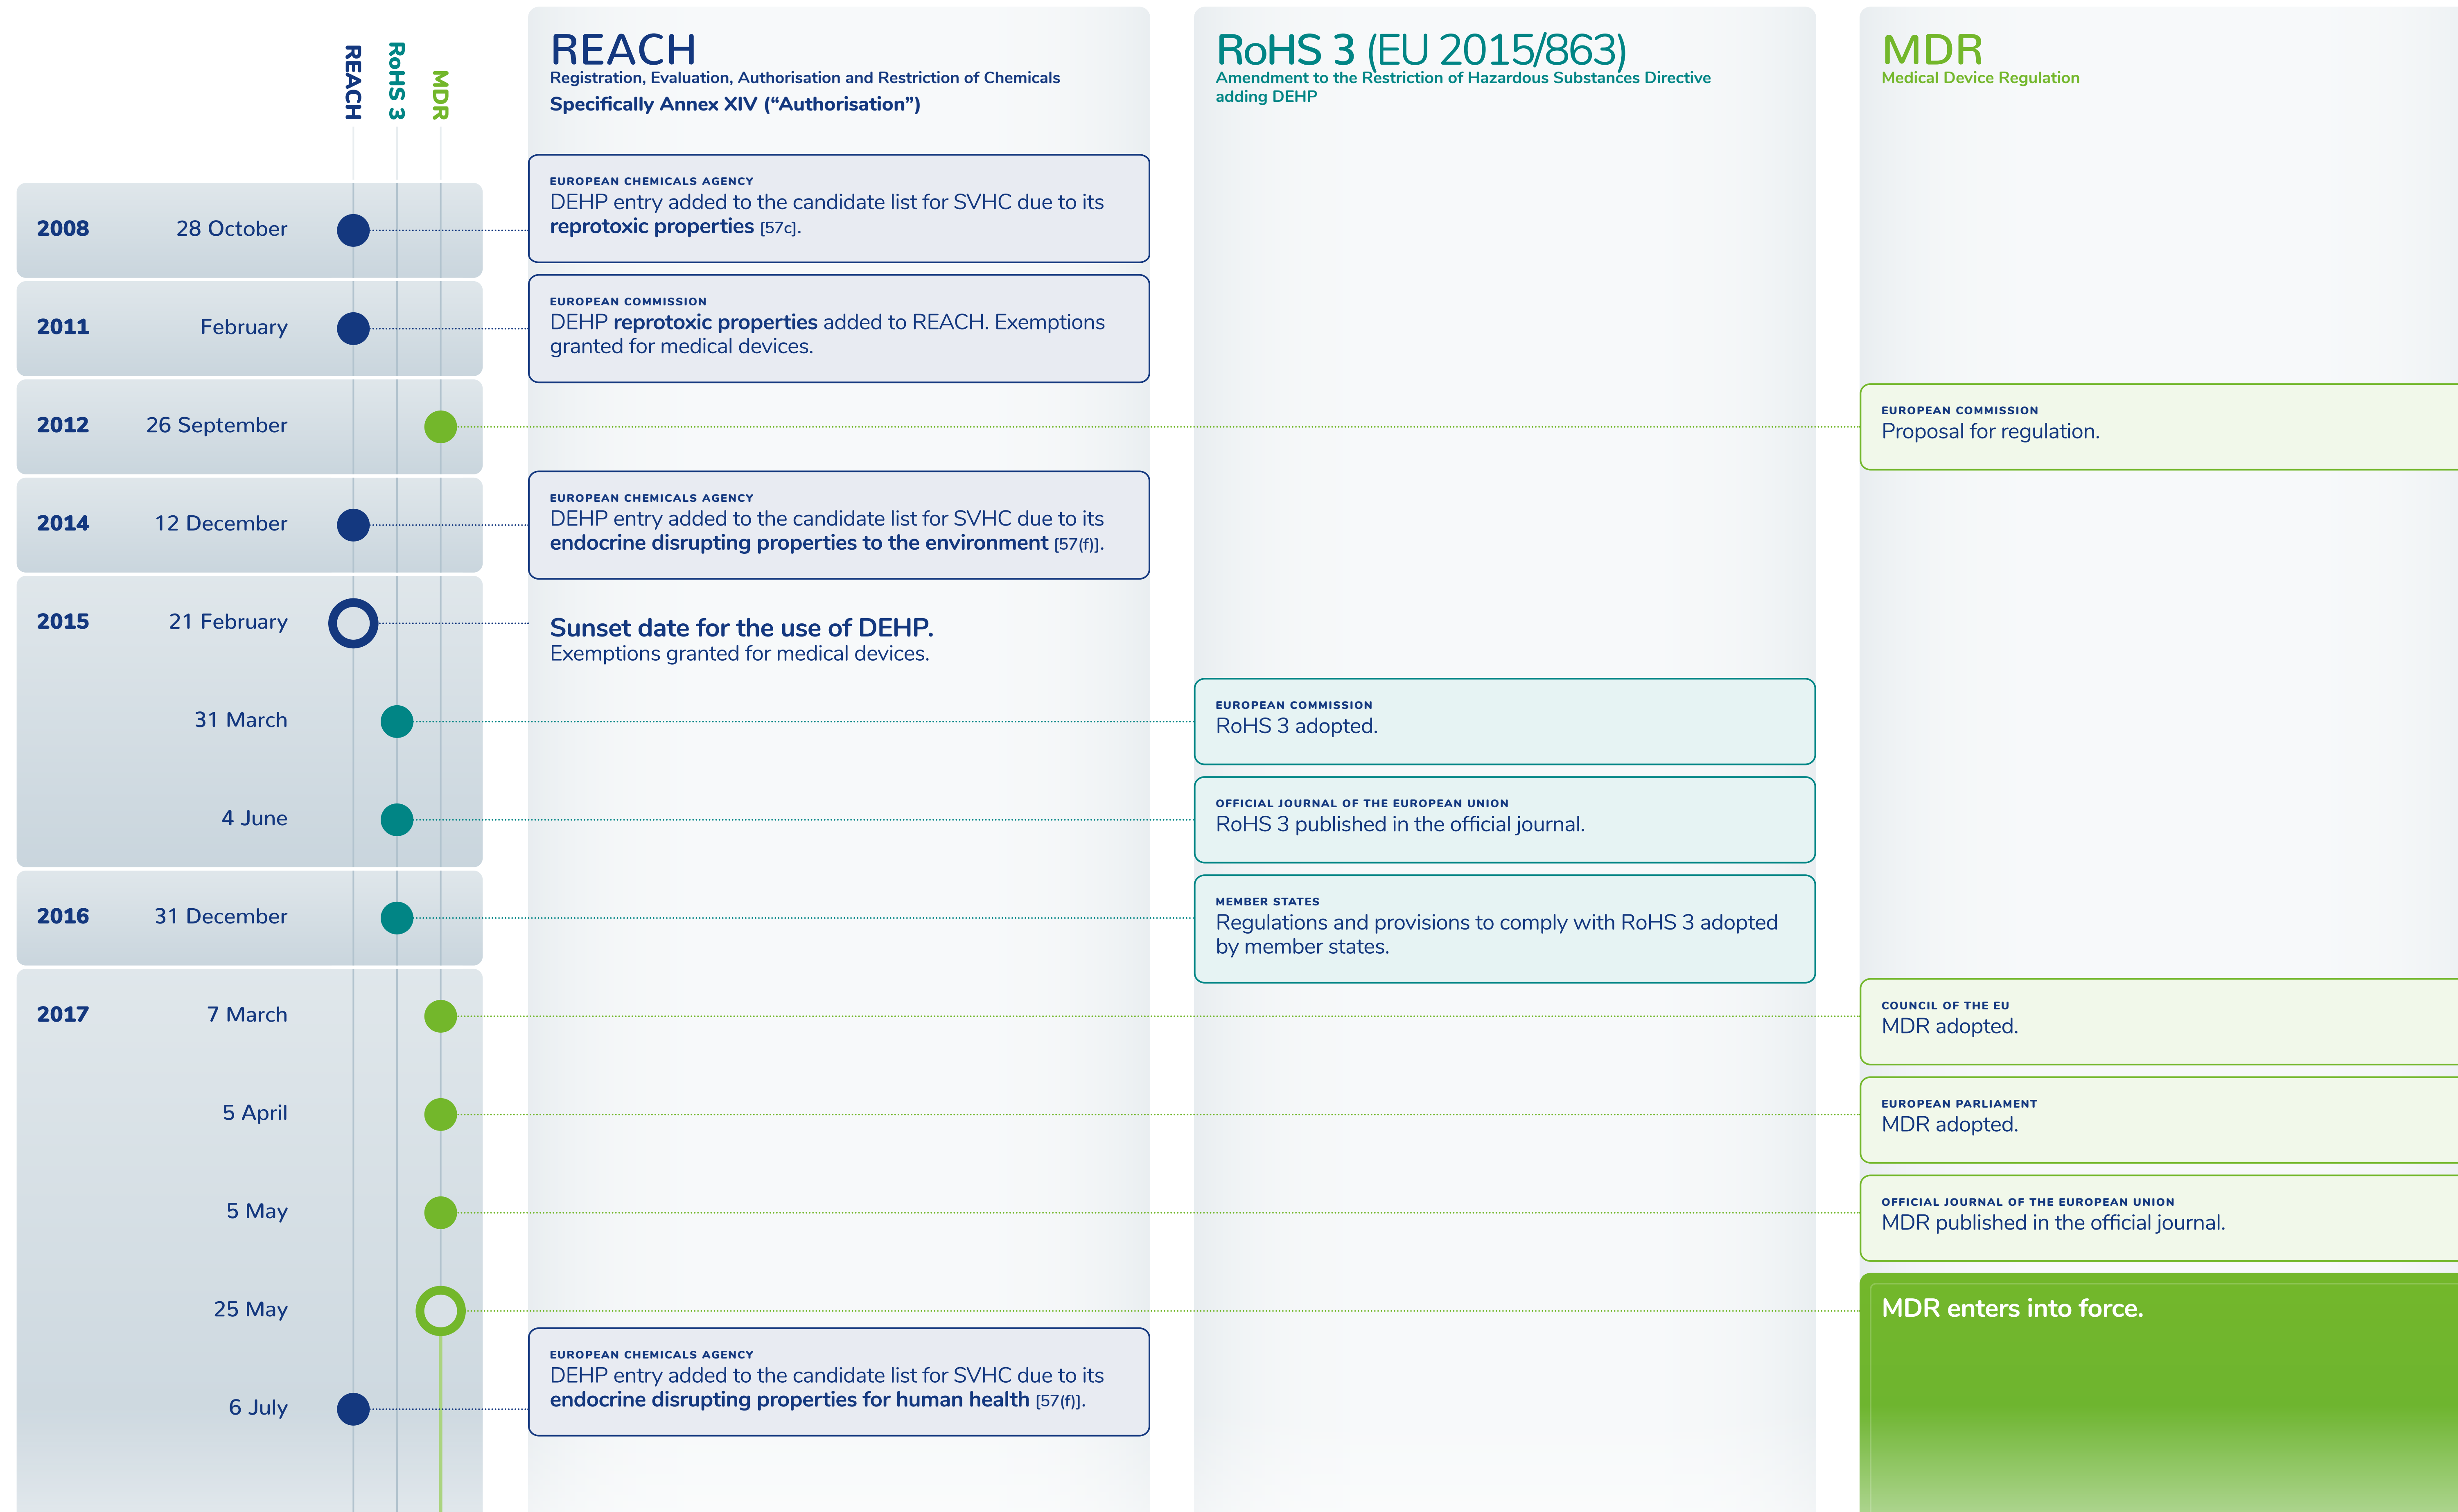 REACH
RoHS 3
MDR
REACH
Registration, Evaluation, Authorisation and Restriction of Chemicals
Specifically Annex XIV (“Authorisation”)
RoHS 3 (EU 2015/863)
Amendment to the Restriction of Hazardous Substances Directive
adding DEHP
MDR
Medical Device Regulation
2008 28 October
EUROPEAN CHEMICALS AGENCY
DEHP entry added to the candidate list for SVHC due to its
reprotoxic properties [57c].
2011 February
EUROPEAN COMMISSION
DEHP reprotoxic properties added to REACH. Exemptions
granted for medical devices.
2012 26 September
EUROPEAN COMMISSION
Proposal for regulation.
2014 12 December
EUROPEAN CHEMICALS AGENCY
DEHP entry added to the candidate list for SVHC due to its
endocrine disrupting properties to the environment [57(f)].
2015 21 February
Sunset date for the use of DEHP.
Exemptions granted for medical devices.
31 March
EUROPEAN COMMISSION
RoHS 3 adopted.
4 June
OFFICIAL JOURNAL OF THE EUROPEAN UNION
RoHS 3 published in the official journal.
2016 31 December
MEMBER STATES
Regulations and provisions to comply with RoHS 3 adopted
by member states.
2017 7 March
COUNCIL OF THE EU
MDR adopted.
5 April
EUROPEAN PARLIAMENT
MDR adopted.
5 May
OFFICIAL JOURNAL OF THE EUROPEAN UNION
MDR published in the official journal.
25 May
MDR enters into force.
6 July
EUROPEAN CHEMICALS AGENCY
DEHP entry added to the candidate list for SVHC due to its
endocrine disrupting properties for human health [57(f)].